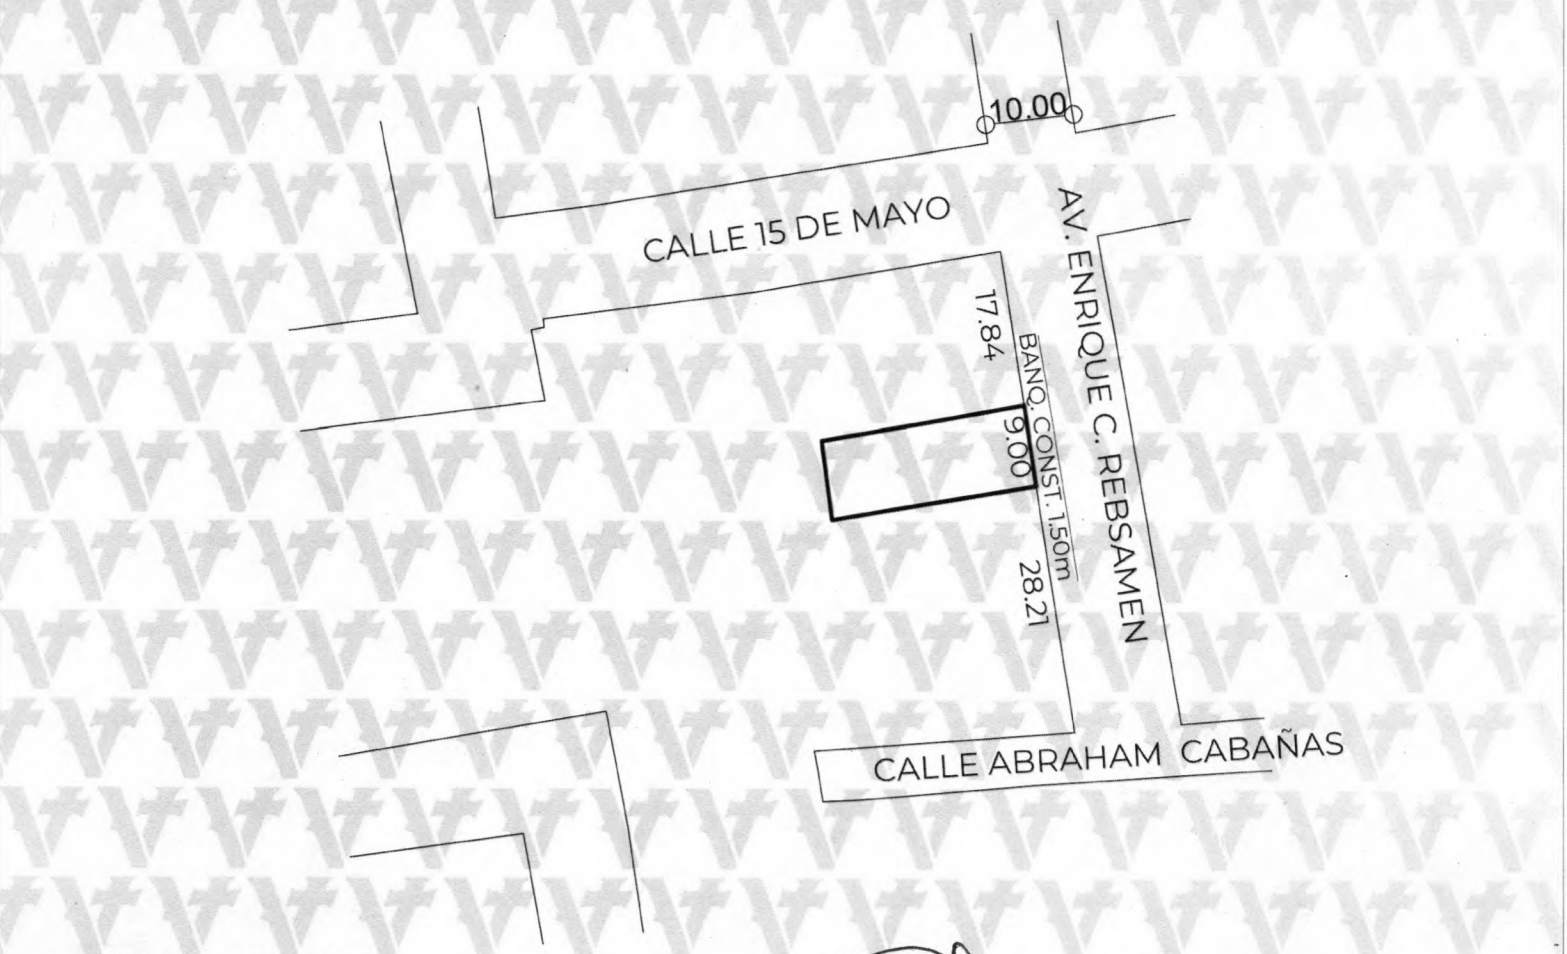 10.00
CALLE 15 DE MAYO
AV. ENRIQUE C. REBSAMEN
17.84
BANQ. CONST. 1.50m
9.00
28.21
CALLE ABRAHAM CABAÑAS